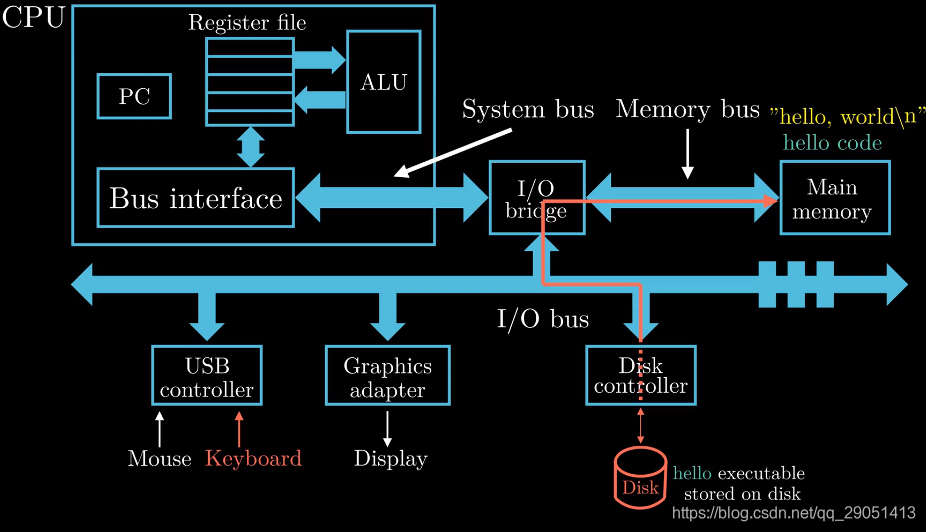 CPU
Register file
PC
ALU
System bus
Memory bus
"hello, world\n"
hello code
Bus interface
I/O
bridge
Main
memory
I/O bus
USB
controller
Graphics
adapter
Disk
controller
Mouse
Keyboard
Display
Disk
hello executable
stored on disk
https://blog.csdn.net/qq_29051413